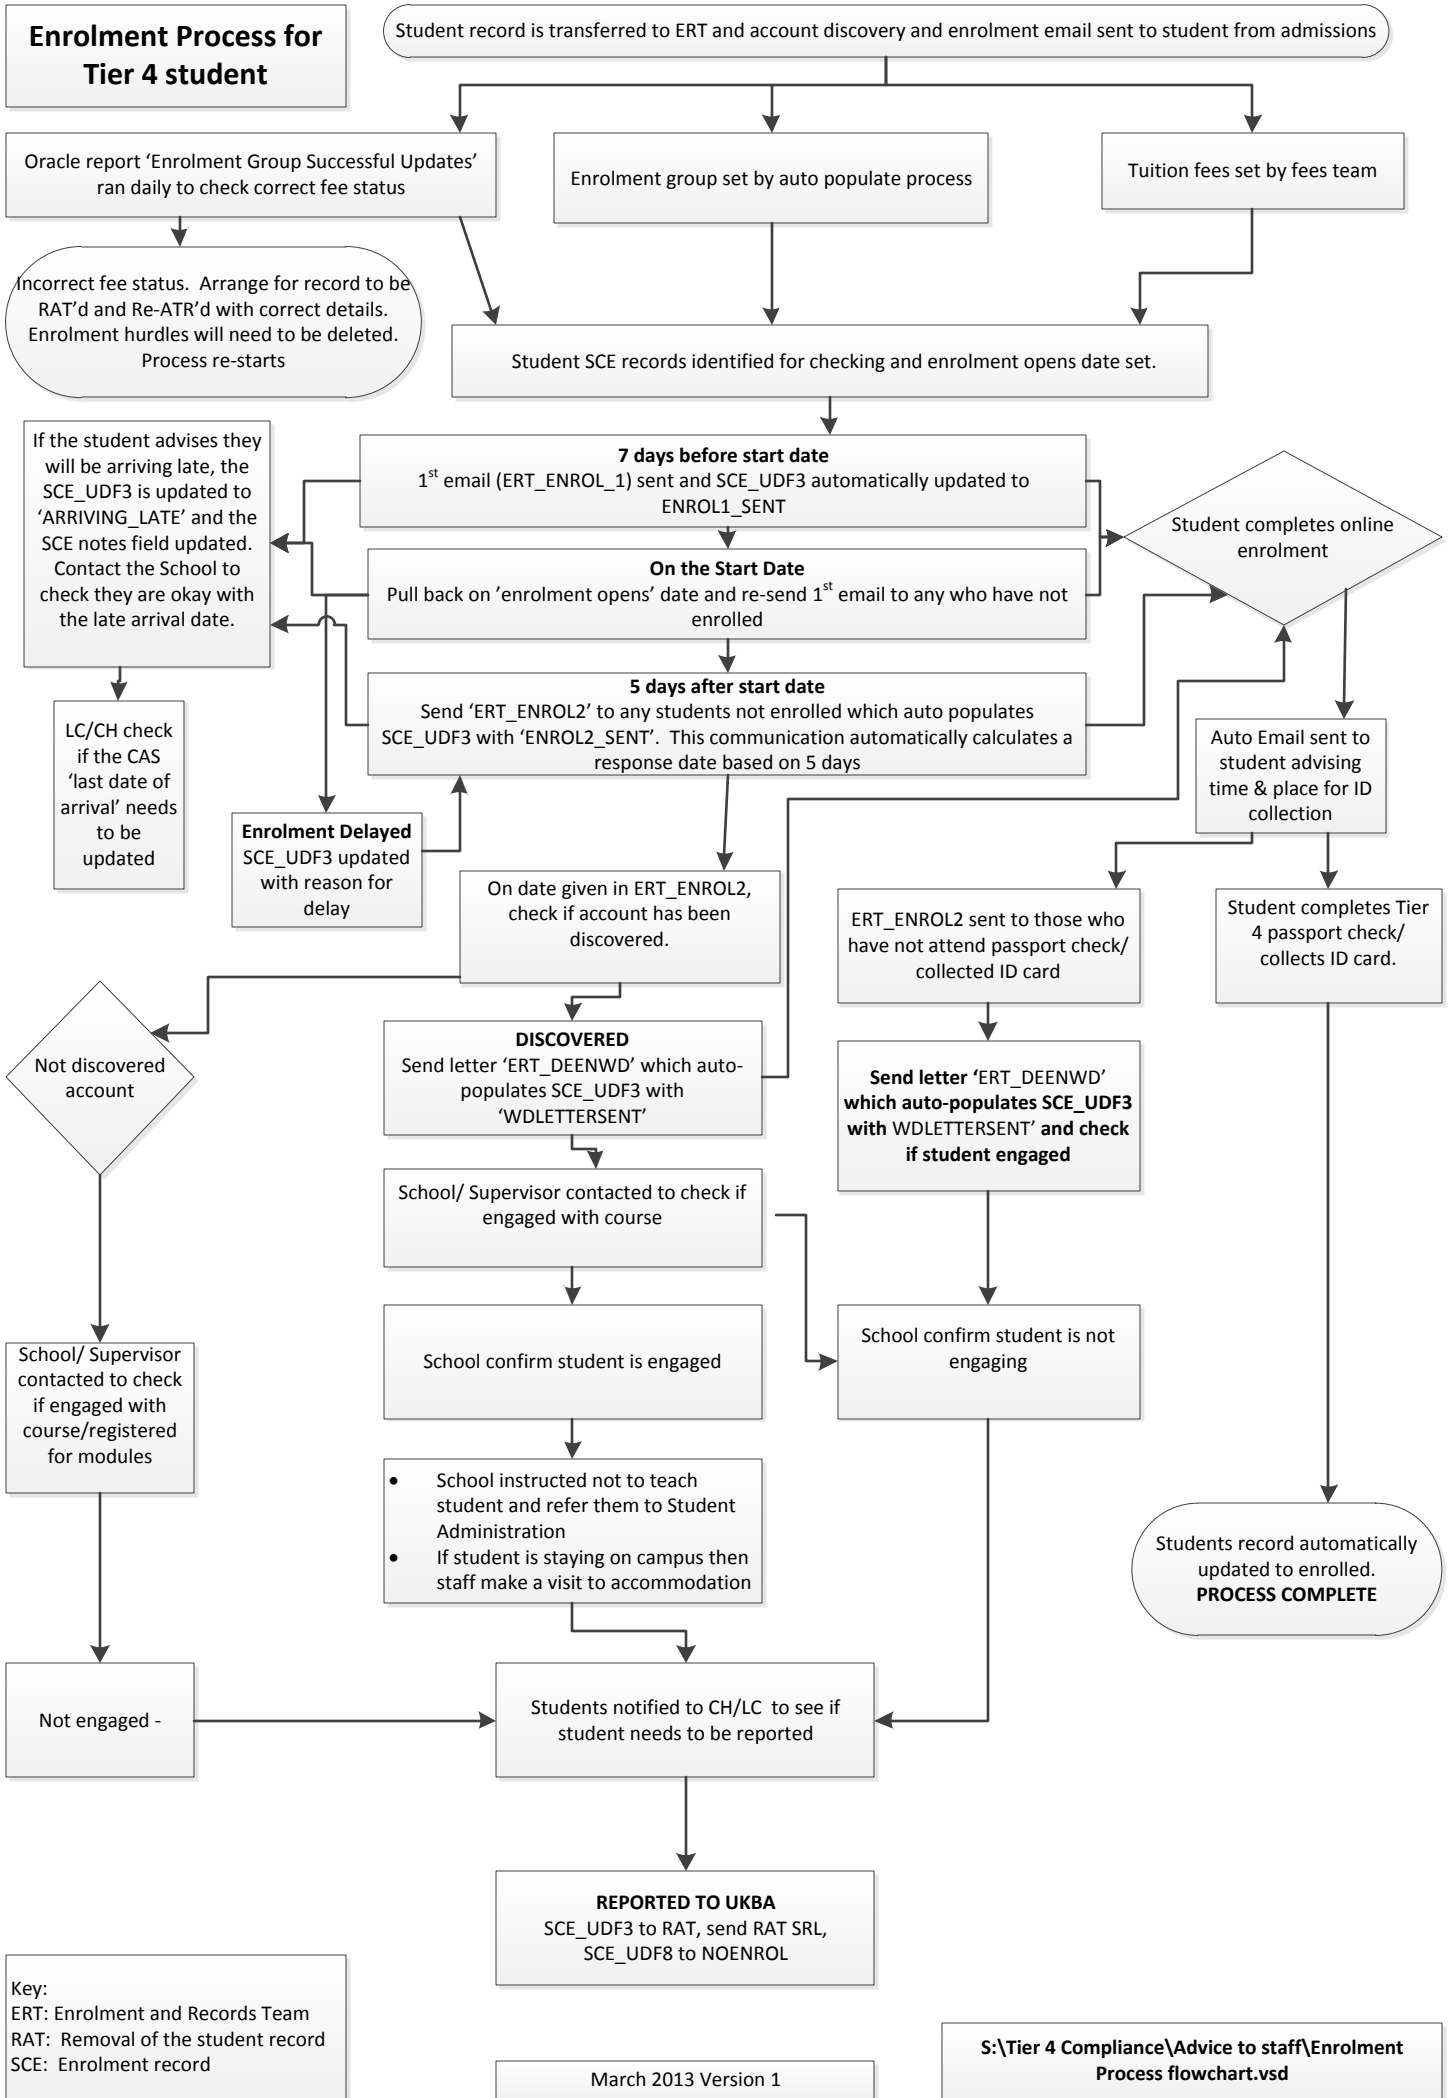 Enrolment Process for
Tier 4 student
Student record is transferred to ERT and account discovery and enrolment email sent to student from admissions
Oracle report ‘Enrolment Group Successful Updates’
ran daily to check correct fee status
Enrolment group set by auto populate process
Tuition fees set by fees team
Incorrect fee status.  Arrange for record to be
RAT’d and Re-ATR’d with correct details.
Enrolment hurdles will need to be deleted.
Process re-starts
Student SCE records identified for checking and enrolment opens date set.
If the student advises they
will be arriving late, the
SCE_UDF3 is updated to
‘ARRIVING_LATE’ and the
SCE notes field updated.
Contact the School to
check they are okay with
the late arrival date.
7 days before start date
1st email (ERT_ENROL_1) sent and SCE_UDF3 automatically updated to
ENROL1_SENT
Student completes online
enrolment
On the Start Date
Pull back on ’enrolment opens’ date and re-send 1st email to any who have not
enrolled
5 days after start date
Send ‘ERT_ENROL2’ to any students not enrolled which auto populates
SCE_UDF3 with ‘ENROL2_SENT’.  This communication automatically calculates a
response date based on 5 days
LC/CH check
if the CAS
‘last date of
arrival’ needs
to be
updated
Auto Email sent to
student advising
time & place for ID
collection
Enrolment Delayed
SCE_UDF3 updated
with reason for
delay
On date given in ERT_ENROL2,
check if account has been
discovered.
ERT_ENROL2 sent to those who
have not attend passport check/
collected ID card
Student completes Tier
4 passport check/
collects ID card.
Not discovered
account
DISCOVERED
Send letter ‘ERT_DEENWD’ which auto-
populates SCE_UDF3 with
‘WDLETTERSENT’
Send letter ‘ERT_DEENWD’
which auto-populates SCE_UDF3
with WDLETTERSENT’ and check
if student engaged
School/ Supervisor contacted to check if
engaged with course
School/ Supervisor
contacted to check
if engaged with
course/registered
for modules
School confirm student is engaged
School confirm student is not
engaging
• School instructed not to teach
student and refer them to Student
Administration
• If student is staying on campus then
staff make a visit to accommodation
Students record automatically
updated to enrolled.
PROCESS COMPLETE
Not engaged -
Students notified to CH/LC  to see if
student needs to be reported
REPORTED TO UKBA
SCE_UDF3 to RAT, send RAT SRL,
SCE_UDF8 to NOENROL
Key:
ERT: Enrolment and Records Team
RAT:  Removal of the student record
SCE:  Enrolment record
March 2013 Version 1
S:\Tier 4 Compliance\Advice to staff\Enrolment
Process flowchart.vsd